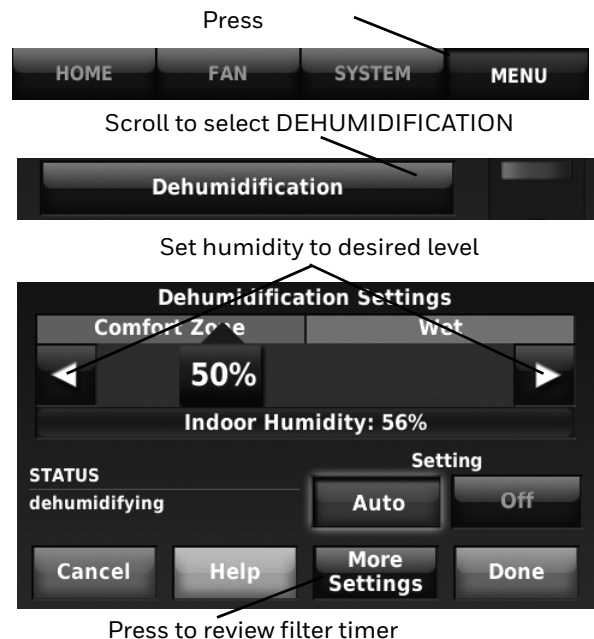 Press
HOME FAN SYSTEM MENU
Scroll to select DEHUMIDIFICATION
Dehumidification
Set humidity to desired level
Dehumidification Settings
Comfort Zone Wet
50%
Indoor Humidity: 56%
Setting
STATUS
dehumidifying
Auto Off
Cancel Help More Settings Done
Press to review filter timer